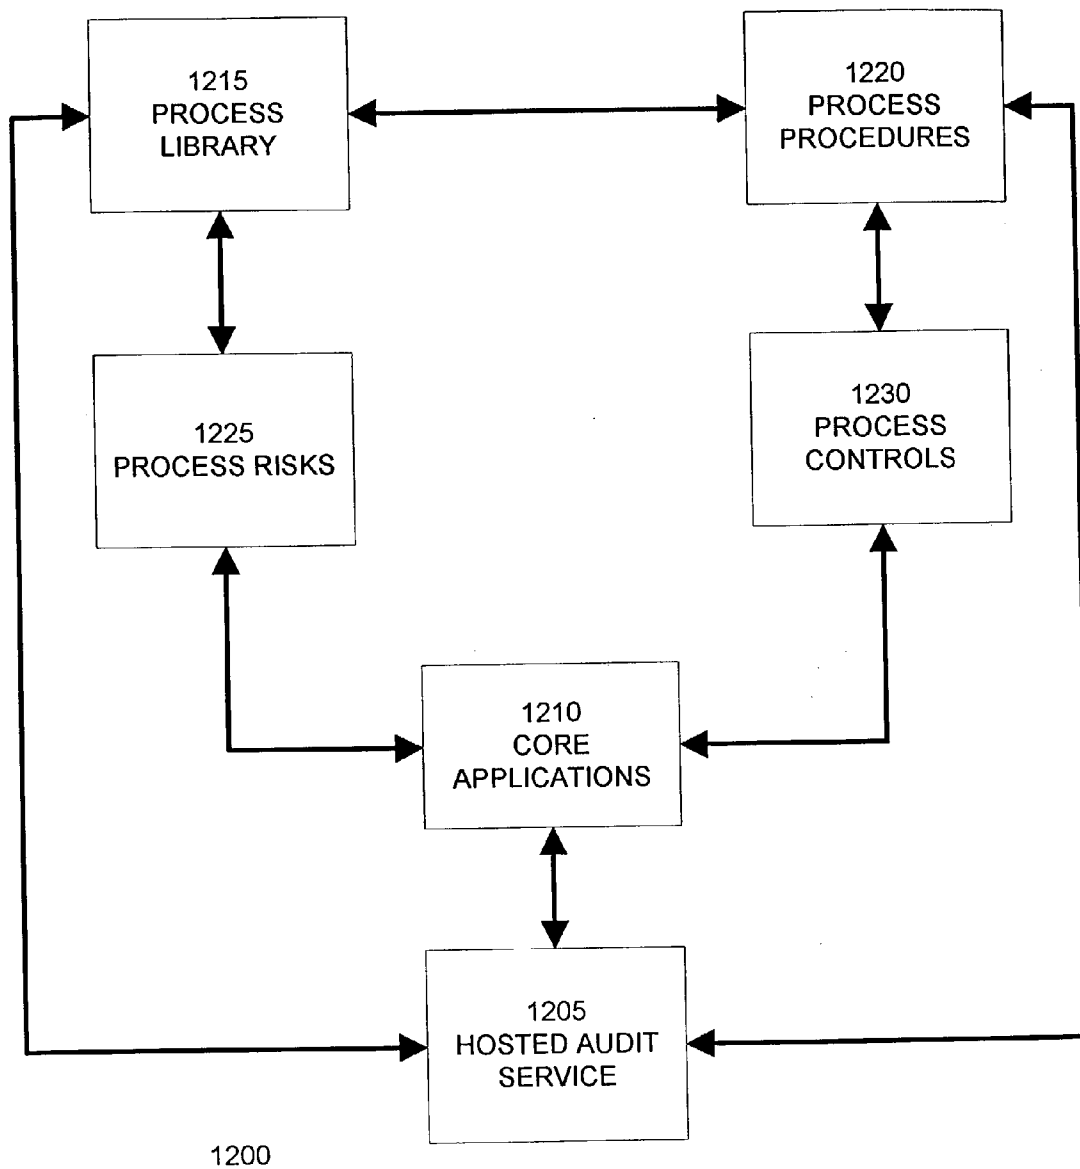 1215
PROCESS
LIBRARY
1220
PROCESS
PROCEDURES
1225
PROCESS RISKS
1230
PROCESS
CONTROLS
1210
CORE
APPLICATIONS
1205
HOSTED AUDIT
SERVICE
1200